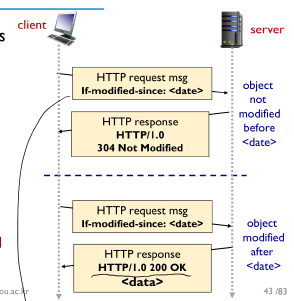 client
server
s
HTTP request msg
If-modified-since: <date>
object
not
modified
before
<date>
HTTP response
HTTP/1.0
304 Not Modified
HTTP request msg
If-modified-since: <date>
object
modified
after
<date>
HTTP response
HTTP/1.0 200 OK
<data>
ou.ac.kr
43 /83